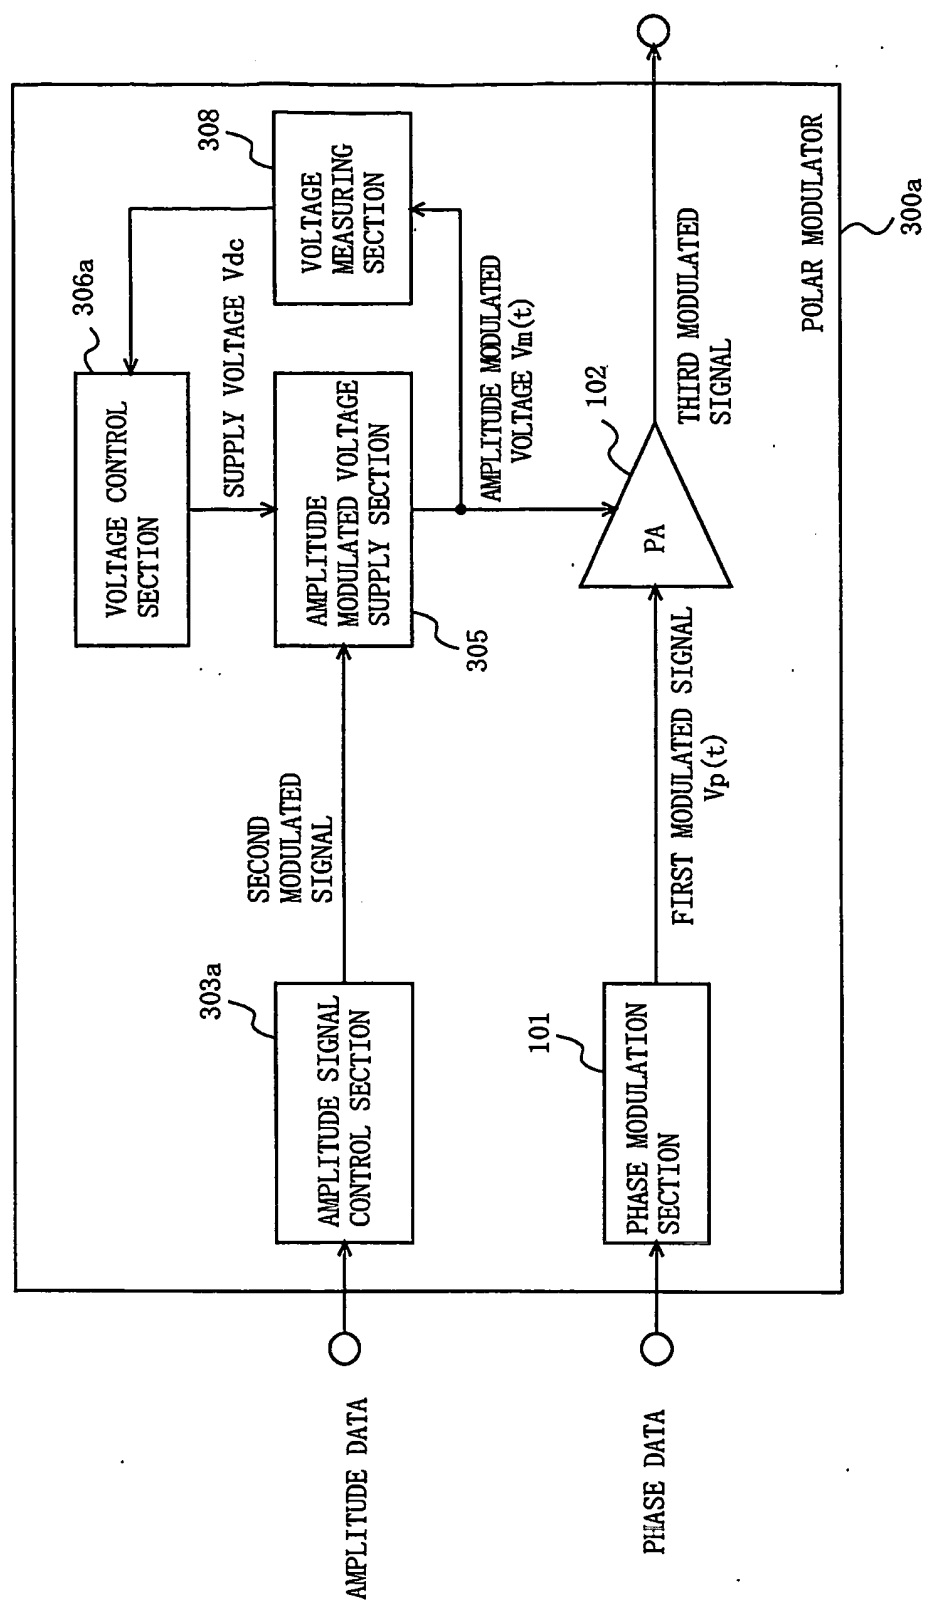 306a
308
VOLTAGE CONTROL
SECTION
SUPPLY VOLTAGE Vdc
VOLTAGE
MEASURING
SECTION
303a
SECOND
MODULATED
SIGNAL
AMPLITUDE
MODULATED VOLTAGE
SUPPLY SECTION
305
AMPLITUDE DATA
AMPLITUDE SIGNAL
CONTROL SECTION
AMPLITUDE MODULATED
VOLTAGE Vm(t)
101
102
PHASE DATA
PHASE MODULATION
SECTION
FIRST MODULATED SIGNAL
Vp(t)
PA
THIRD MODULATED
SIGNAL
POLAR MODULATOR
300a